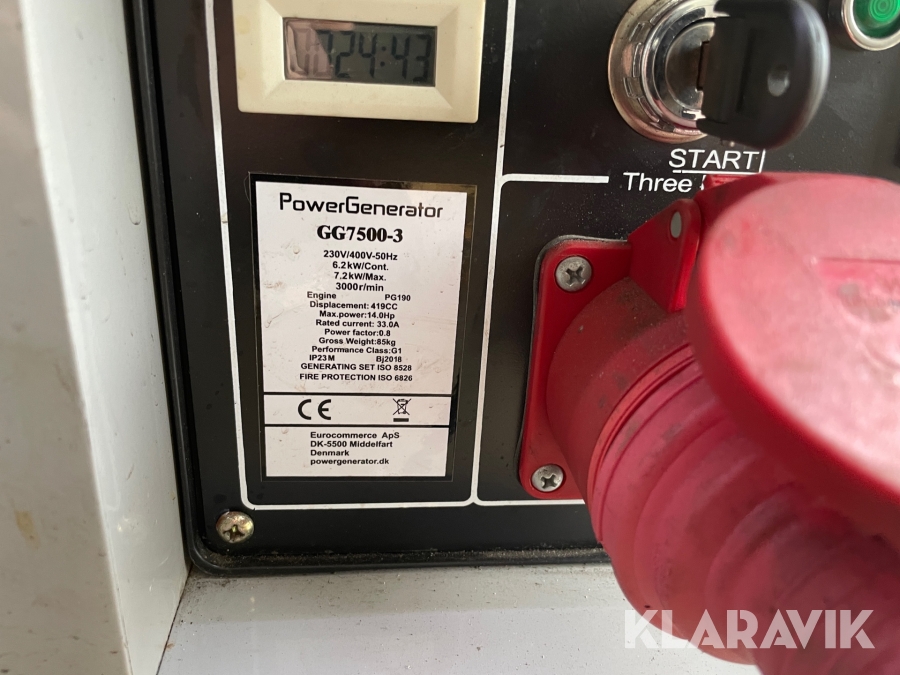 24:43
START
Three
PowerGenerator
GG7500-3
230V/400V-50Hz
6.2kW/Cont.
7.2kW/Max.
3000r/min
Engine PG190
Displacement:419CC
Max.power:14.0Hp
Rated current: 33.0A
Power factor:0.8
Gross Weight:85kg
Performance Class:G1
IP23M Bj2018
GENERATING SET ISO 8528
FIRE PROTECTION ISO 6826
CE
Eurocommerce ApS
DK-5500 Middelfart
Denmark
powergenerator.dk
KLARAVIK